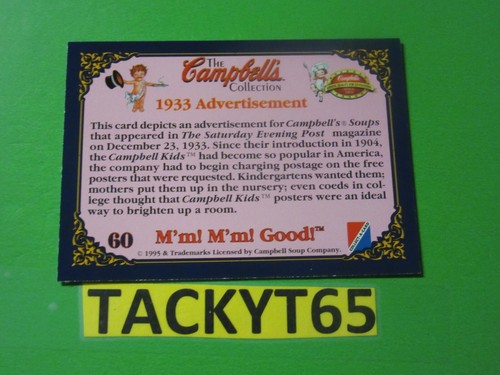 The
Campbell's
Collection
1933 Advertisement
This card depicts an advertisement for Campbell's® Soups
that appeared in The Saturday Evening Post magazine
on December 23, 1933. Since their introduction in 1904,
the Campbell Kids™ had become so popular in America,
the company had to begin charging postage on the free
posters that were requested. Kindergartens wanted them;
mothers put them up in the nursery; even coeds in col-
lege thought that Campbell Kids™ posters were an ideal
way to brighten up a room.
60
M'm! M'm! Good!™
© 1995 & Trademarks Licensed by Campbell Soup Company.
TACKYT65